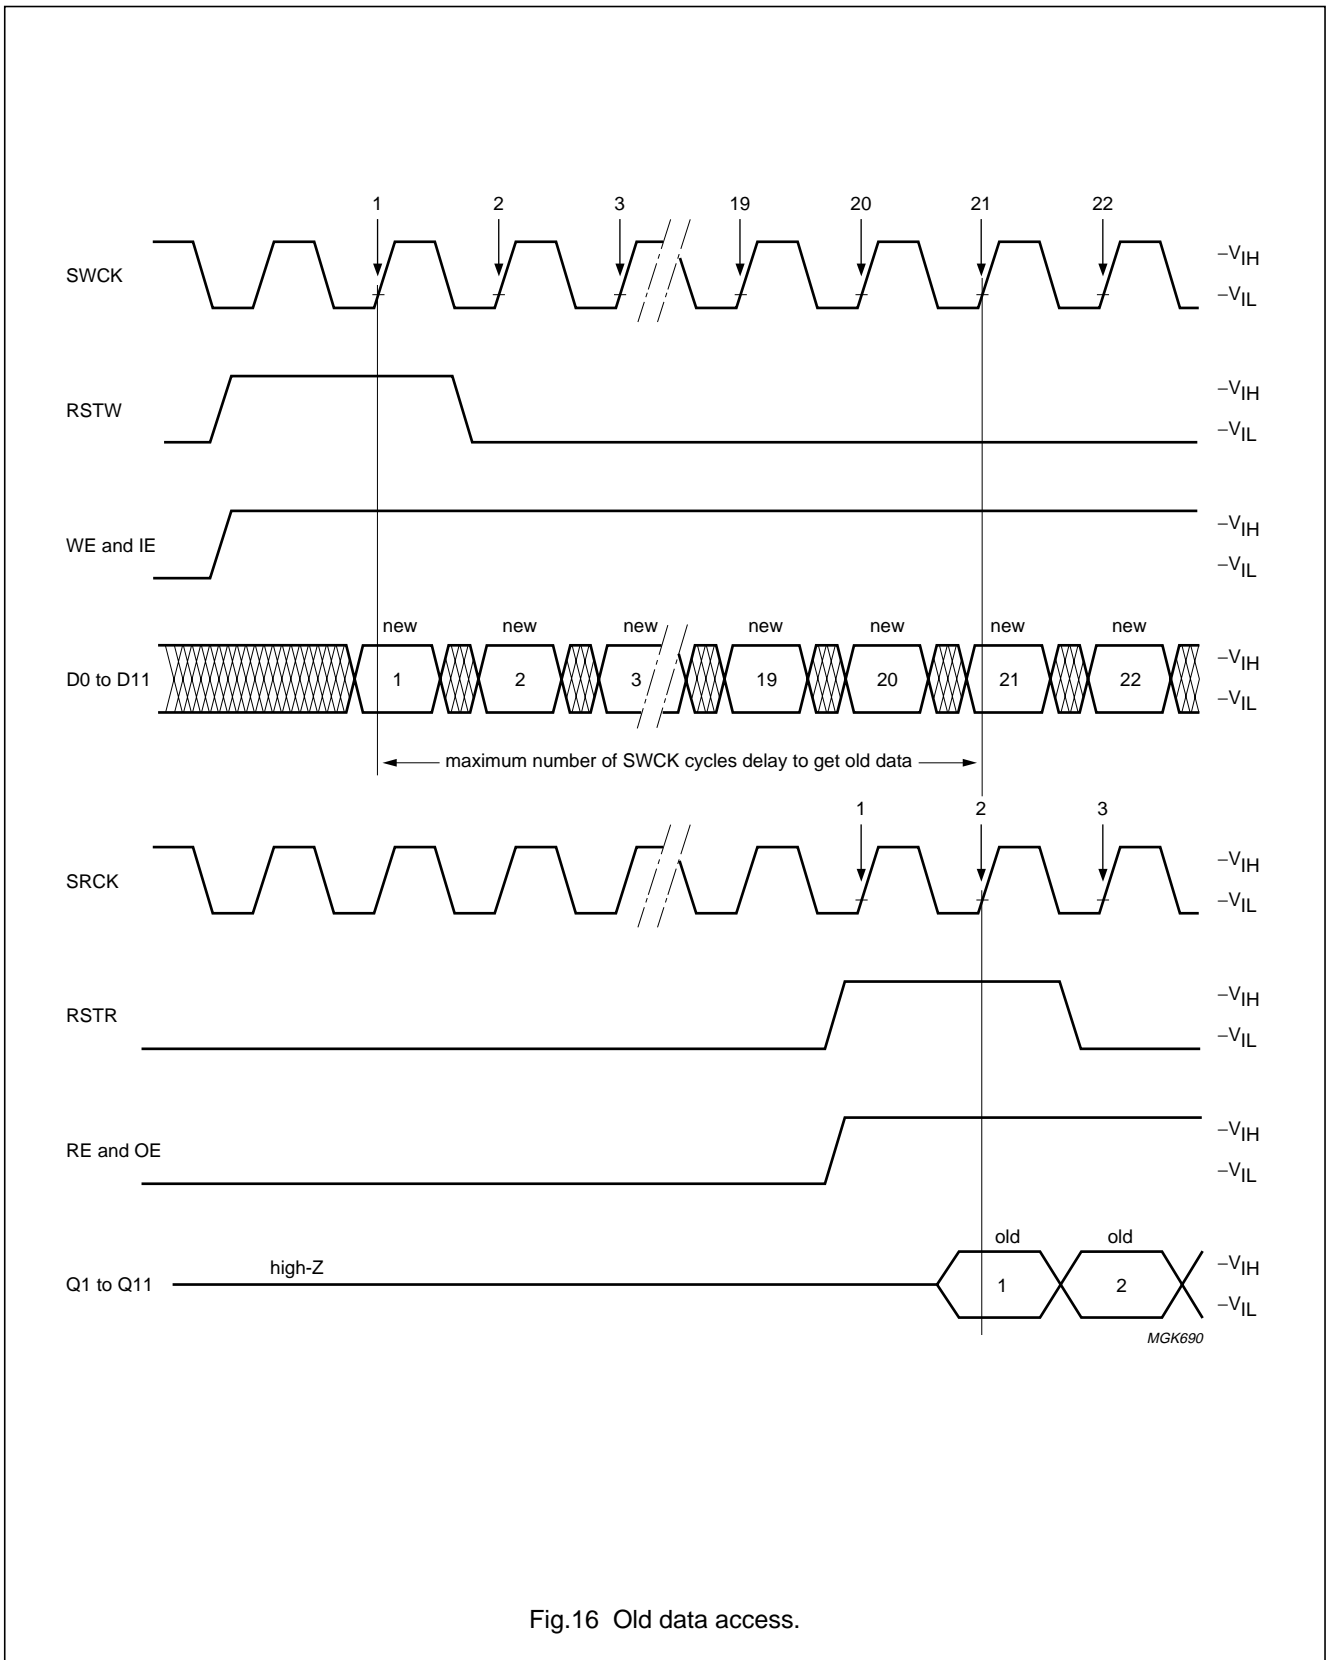 1 2 3 19 20 21 22
SWCK
–VIH
–VIL
RSTW
–VIH
–VIL
WE and IE
–VIH
–VIL
new new new new new new new
D0 to D11
1 2 3 19 20 21 22
–VIH
–VIL
maximum number of SWCK cycles delay to get old data
1 2 3
SRCK
–VIH
–VIL
RSTR
–VIH
–VIL
RE and OE
–VIH
–VIL
old old
high-Z
Q1 to Q11
1 2
–VIH
–VIL
MGK690
Fig.16 Old data access.